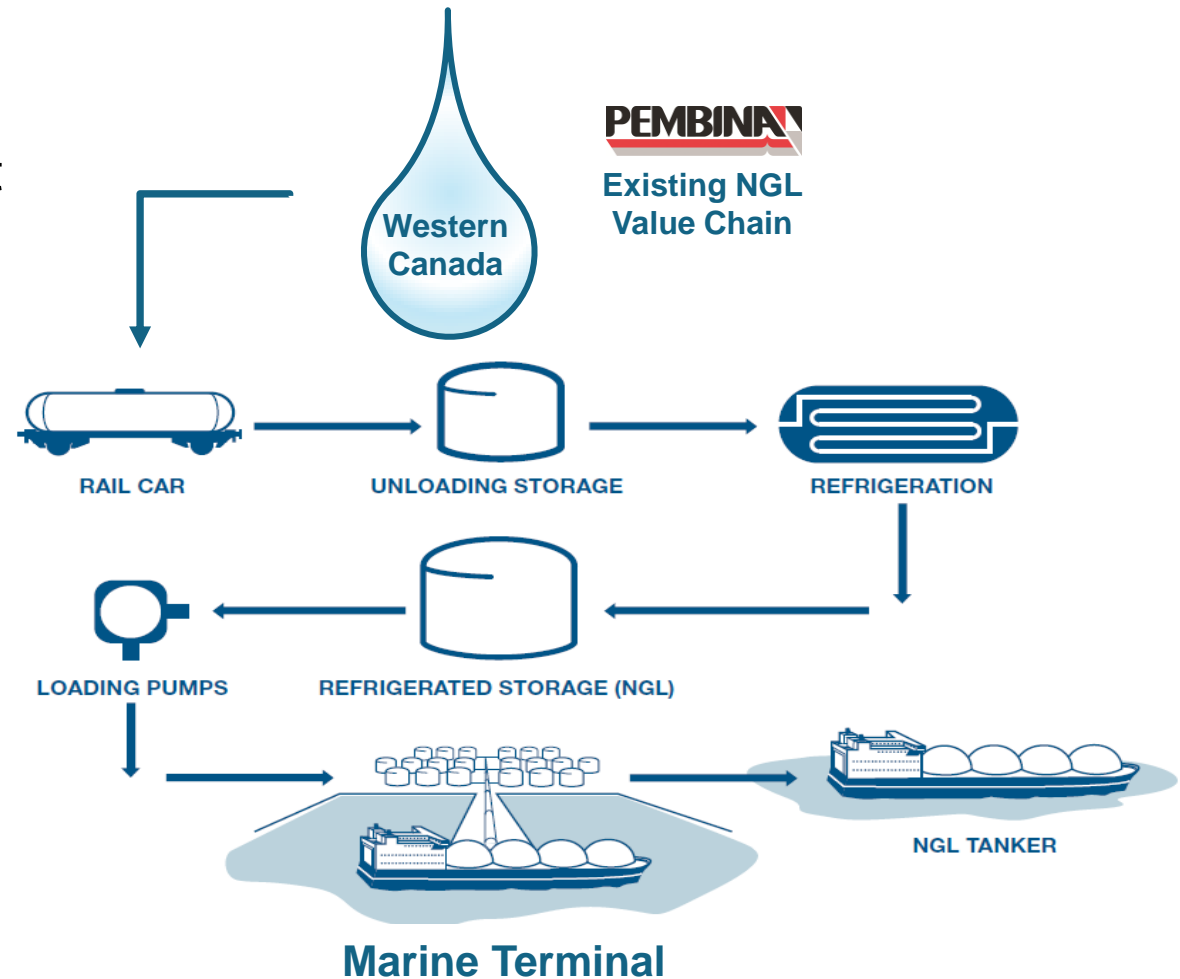 PEMBINA
Existing NGL
Value Chain
Western
Canada
RAIL CAR
UNLOADING STORAGE
REFRIGERATION
LOADING PUMPS
REFRIGERATED STORAGE (NGL)
NGL TANKER
Marine Terminal